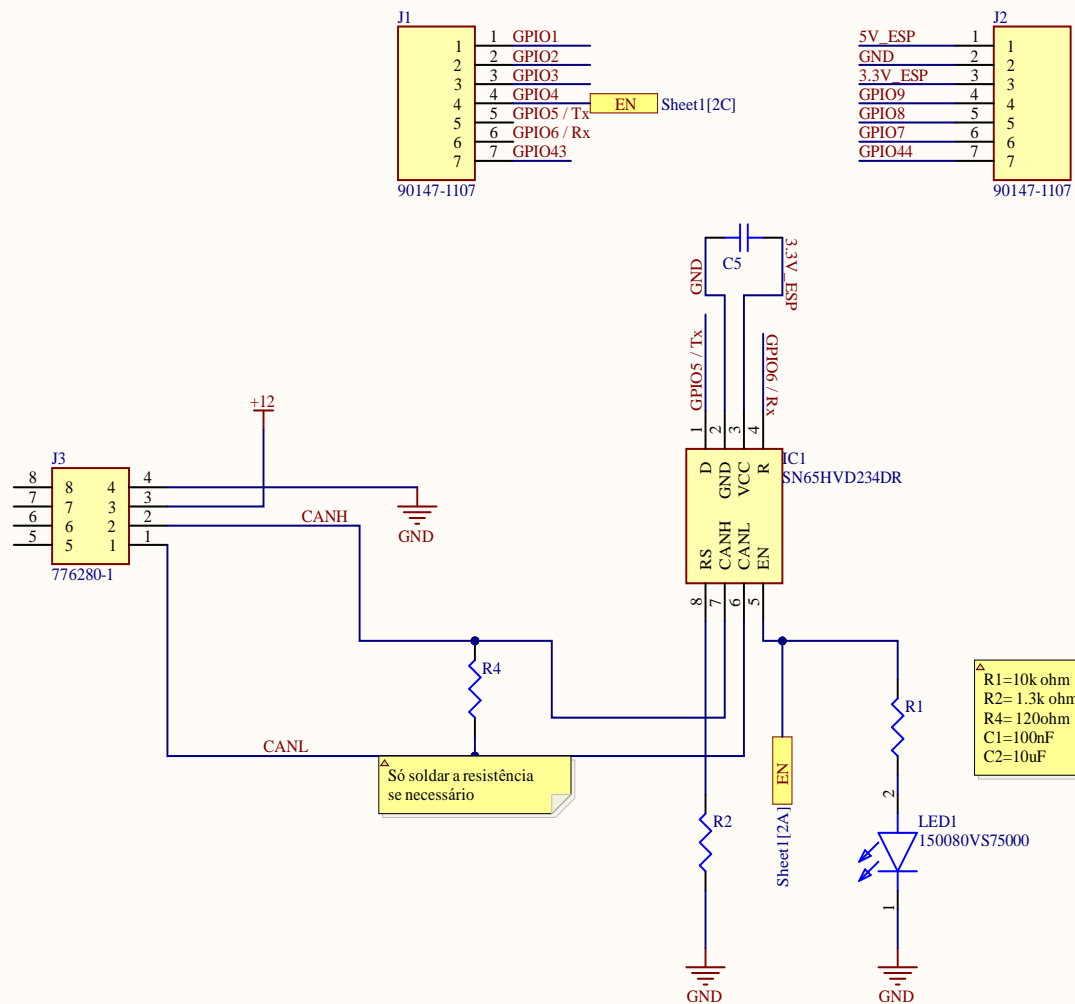 J1
1 1 GPIO1
2 2 GPIO2
3 3 GPIO3
4 4 GPIO4
EN Sheet1[2C]
5 5 GPIO5 / Tx
6 6 GPIO6 / Rx
7 7 GPIO43
90147-1107
J2
5V_ESP 1 1
GND 2 2
3.3V_ESP 3 3
GPIO9 4 4
GPIO8 5 5
GPIO7 6 6
GPIO44 7 7
90147-1107
C5
GND
3.3V_ESP
GPIO5 / Tx
GPIO6 / Rx
1 2 3 4
D GND VCC R
IC1
SN65HVD234DR
RS CANH CANL EN
8 7 6 5
+12
J3
8 8 4 4
7 7 3 3
6 6 2 2
5 5 1 1
776280-1
GND
CANH
R4
CANL
Só soldar a resistência
se necessário
R2
GND
EN
Sheet1[2A]
R1
2
LED1
150080VS75000
1
GND
R1=10k ohm
R2= 1.3k ohm
R4=120ohm
C1=100nF
C2=10uF